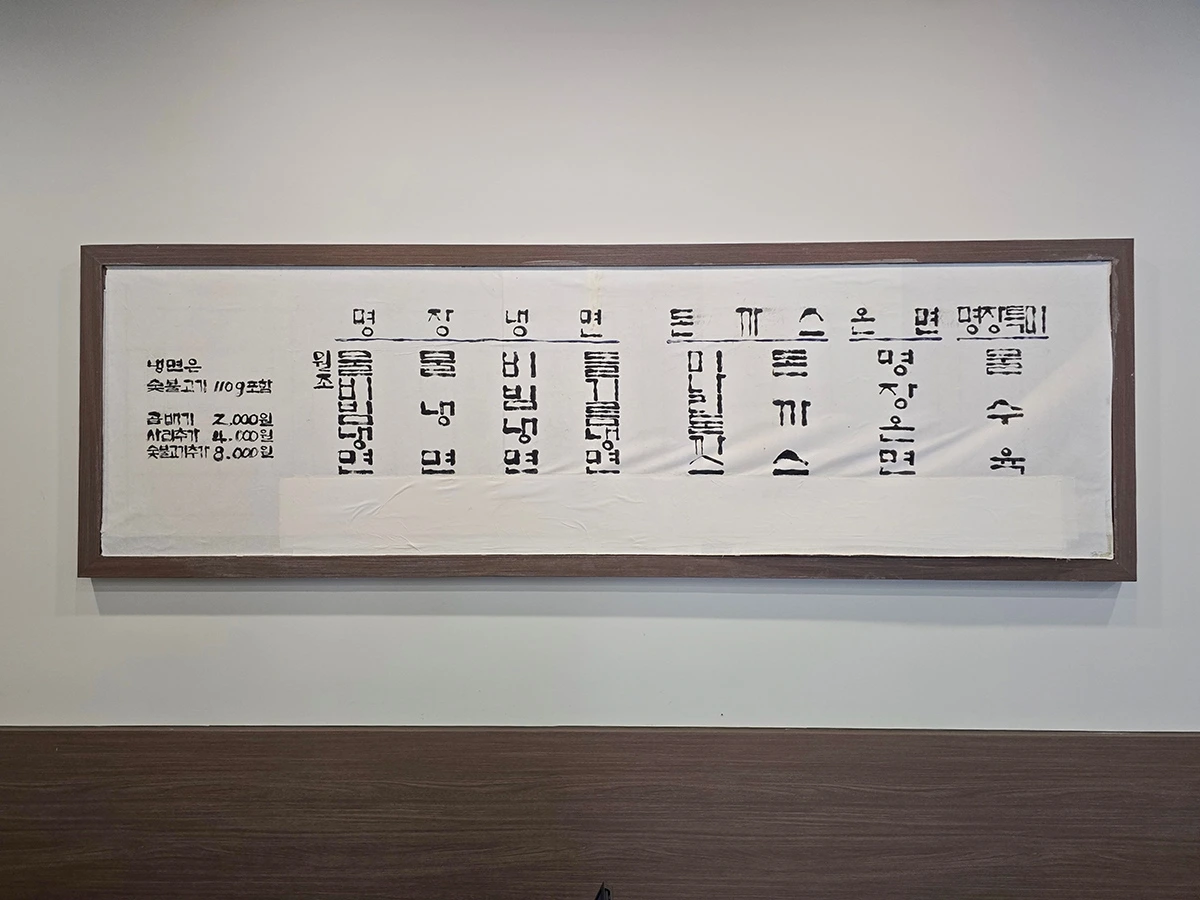 냉면은
숯불고기 110g포함
곱배기 2.000원
사리추가 4.000원
숯불고기추가 8.000원
명장냉면
원조
물비빔냉면
물냉면
비빔냉면
들기름냉면
돈까스
미니돈까스
돈까스
온면
명장온면
명장특미
물수육